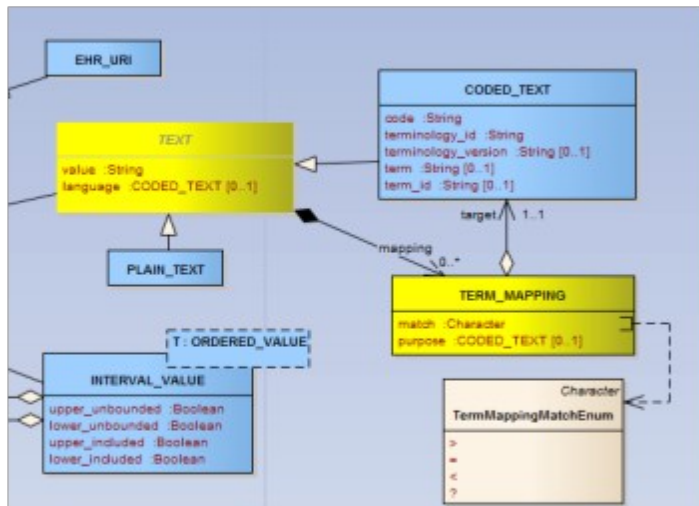 EHR_URI
CODED_TEXT
code :String
terminology_id :String
terminology_version :String [0..1]
term :String [0..1]
term_id :String [0..1]
TEXT
value :String
language :CODED_TEXT [0..1]
target
1..1
mapping
0..*
PLAIN_TEXT
TERM_MAPPING
match :Character
purpose :CODED_TEXT [0..1]
T : ORDERED_VALUE
INTERVAL_VALUE
upper_unbounded :Boolean
lower_unbounded :Boolean
upper_included :Boolean
lower_included :Boolean
Character
TermMappingMatchEnum
>
=
<
?